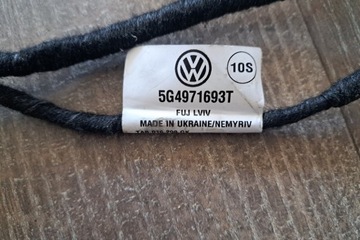 10S
5G4971693T
FUJ LVIV
MADE IN UKRAINE/NEMYRIV